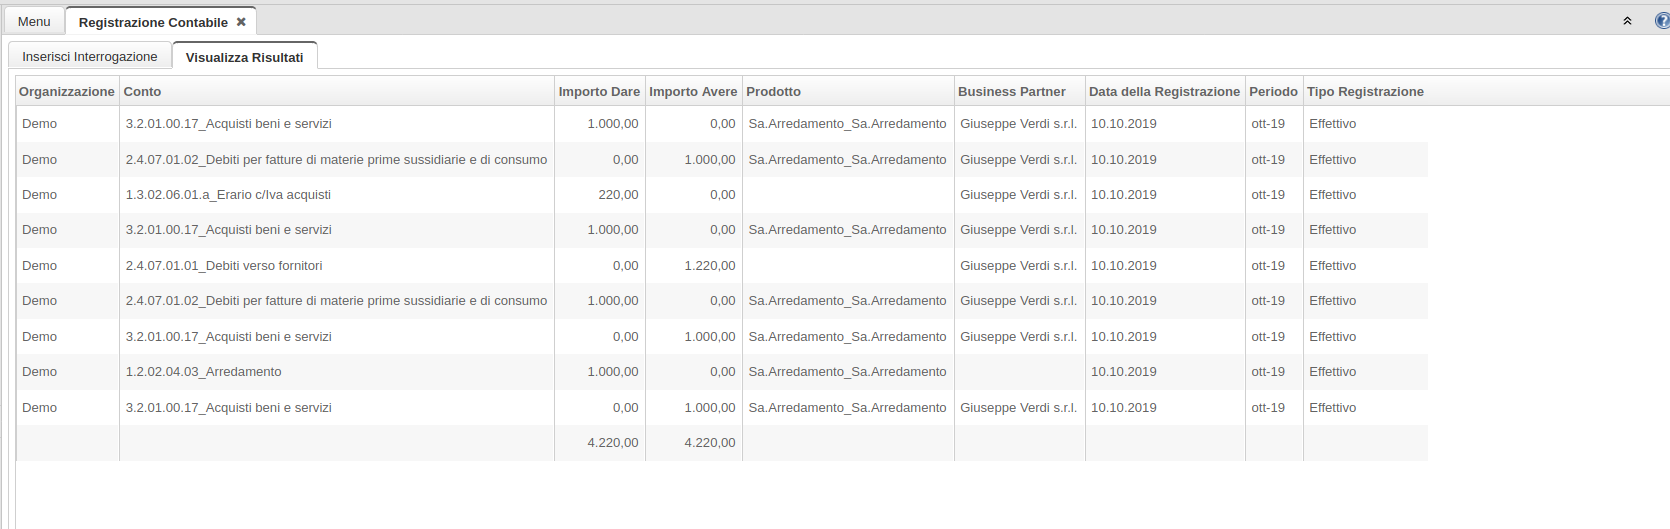 Menu Registrazione Contabile ✖
Inserisci Interrogazione Visualizza Risultati
Organizzazione Conto Importo Dare Importo Avere Prodotto Business Partner Data della Registrazione Periodo Tipo Registrazione
Demo 3.2.01.00.17_Acquisti beni e servizi 1.000,00 0,00 Sa.Arredamento_Sa.Arredamento Giuseppe Verdi s.r.l. 10.10.2019 ott-19 Effettivo
Demo 2.4.07.01.02_Debiti per fatture di materie prime sussidiarie e di consumo 0,00 1.000,00 Sa.Arredamento_Sa.Arredamento Giuseppe Verdi s.r.l. 10.10.2019 ott-19 Effettivo
Demo 1.3.02.06.01.a_Erario c/Iva acquisti 220,00 0,00 Giuseppe Verdi s.r.l. 10.10.2019 ott-19 Effettivo
Demo 3.2.01.00.17_Acquisti beni e servizi 1.000,00 0,00 Sa.Arredamento_Sa.Arredamento Giuseppe Verdi s.r.l. 10.10.2019 ott-19 Effettivo
Demo 2.4.07.01.01_Debiti verso fornitori 0,00 1.220,00 Giuseppe Verdi s.r.l. 10.10.2019 ott-19 Effettivo
Demo 2.4.07.01.02_Debiti per fatture di materie prime sussidiarie e di consumo 1.000,00 0,00 Sa.Arredamento_Sa.Arredamento Giuseppe Verdi s.r.l. 10.10.2019 ott-19 Effettivo
Demo 3.2.01.00.17_Acquisti beni e servizi 0,00 1.000,00 Sa.Arredamento_Sa.Arredamento Giuseppe Verdi s.r.l. 10.10.2019 ott-19 Effettivo
Demo 1.2.02.04.03_Arredamento 1.000,00 0,00 Sa.Arredamento_Sa.Arredamento 10.10.2019 ott-19 Effettivo
Demo 3.2.01.00.17_Acquisti beni e servizi 0,00 1.000,00 Sa.Arredamento_Sa.Arredamento Giuseppe Verdi s.r.l. 10.10.2019 ott-19 Effettivo
4.220,00 4.220,00